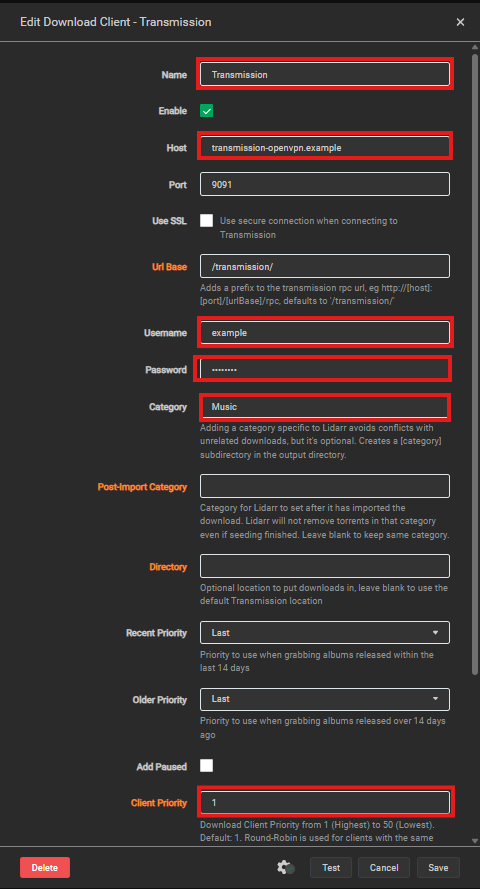 Edit Download Client - Transmission
Name
Transmission
Enable
Host
transmission-openvpn.example
Port
9091
Use SSL
Use secure connection when connecting to
Transmission
Url Base
/transmission/
Adds a prefix to the transmission rpc url, eg http://[host]:
[port]/[urlBase]/rpc, defaults to '/transmission/'
Username
example
Password
••••••••
Category
Music
Adding a category specific to Lidarr avoids conflicts with
unrelated downloads, but it's optional. Creates a [category]
subdirectory in the output directory.
Post-Import Category
Category for Lidarr to set after it has imported the
download. Lidarr will not remove torrents in that category
even if seeding finished. Leave blank to keep same category.
Directory
Optional location to put downloads in, leave blank to use the
default Transmission location
Recent Priority
Last
Priority to use when grabbing albums released within the
last 14 days
Older Priority
Last
Priority to use when grabbing albums released over 14 days
ago
Add Paused
Client Priority
1
Download Client Priority from 1 (Highest) to 50 (Lowest).
Default: 1. Round-Robin is used for clients with the same
Delete
Test
Cancel
Save